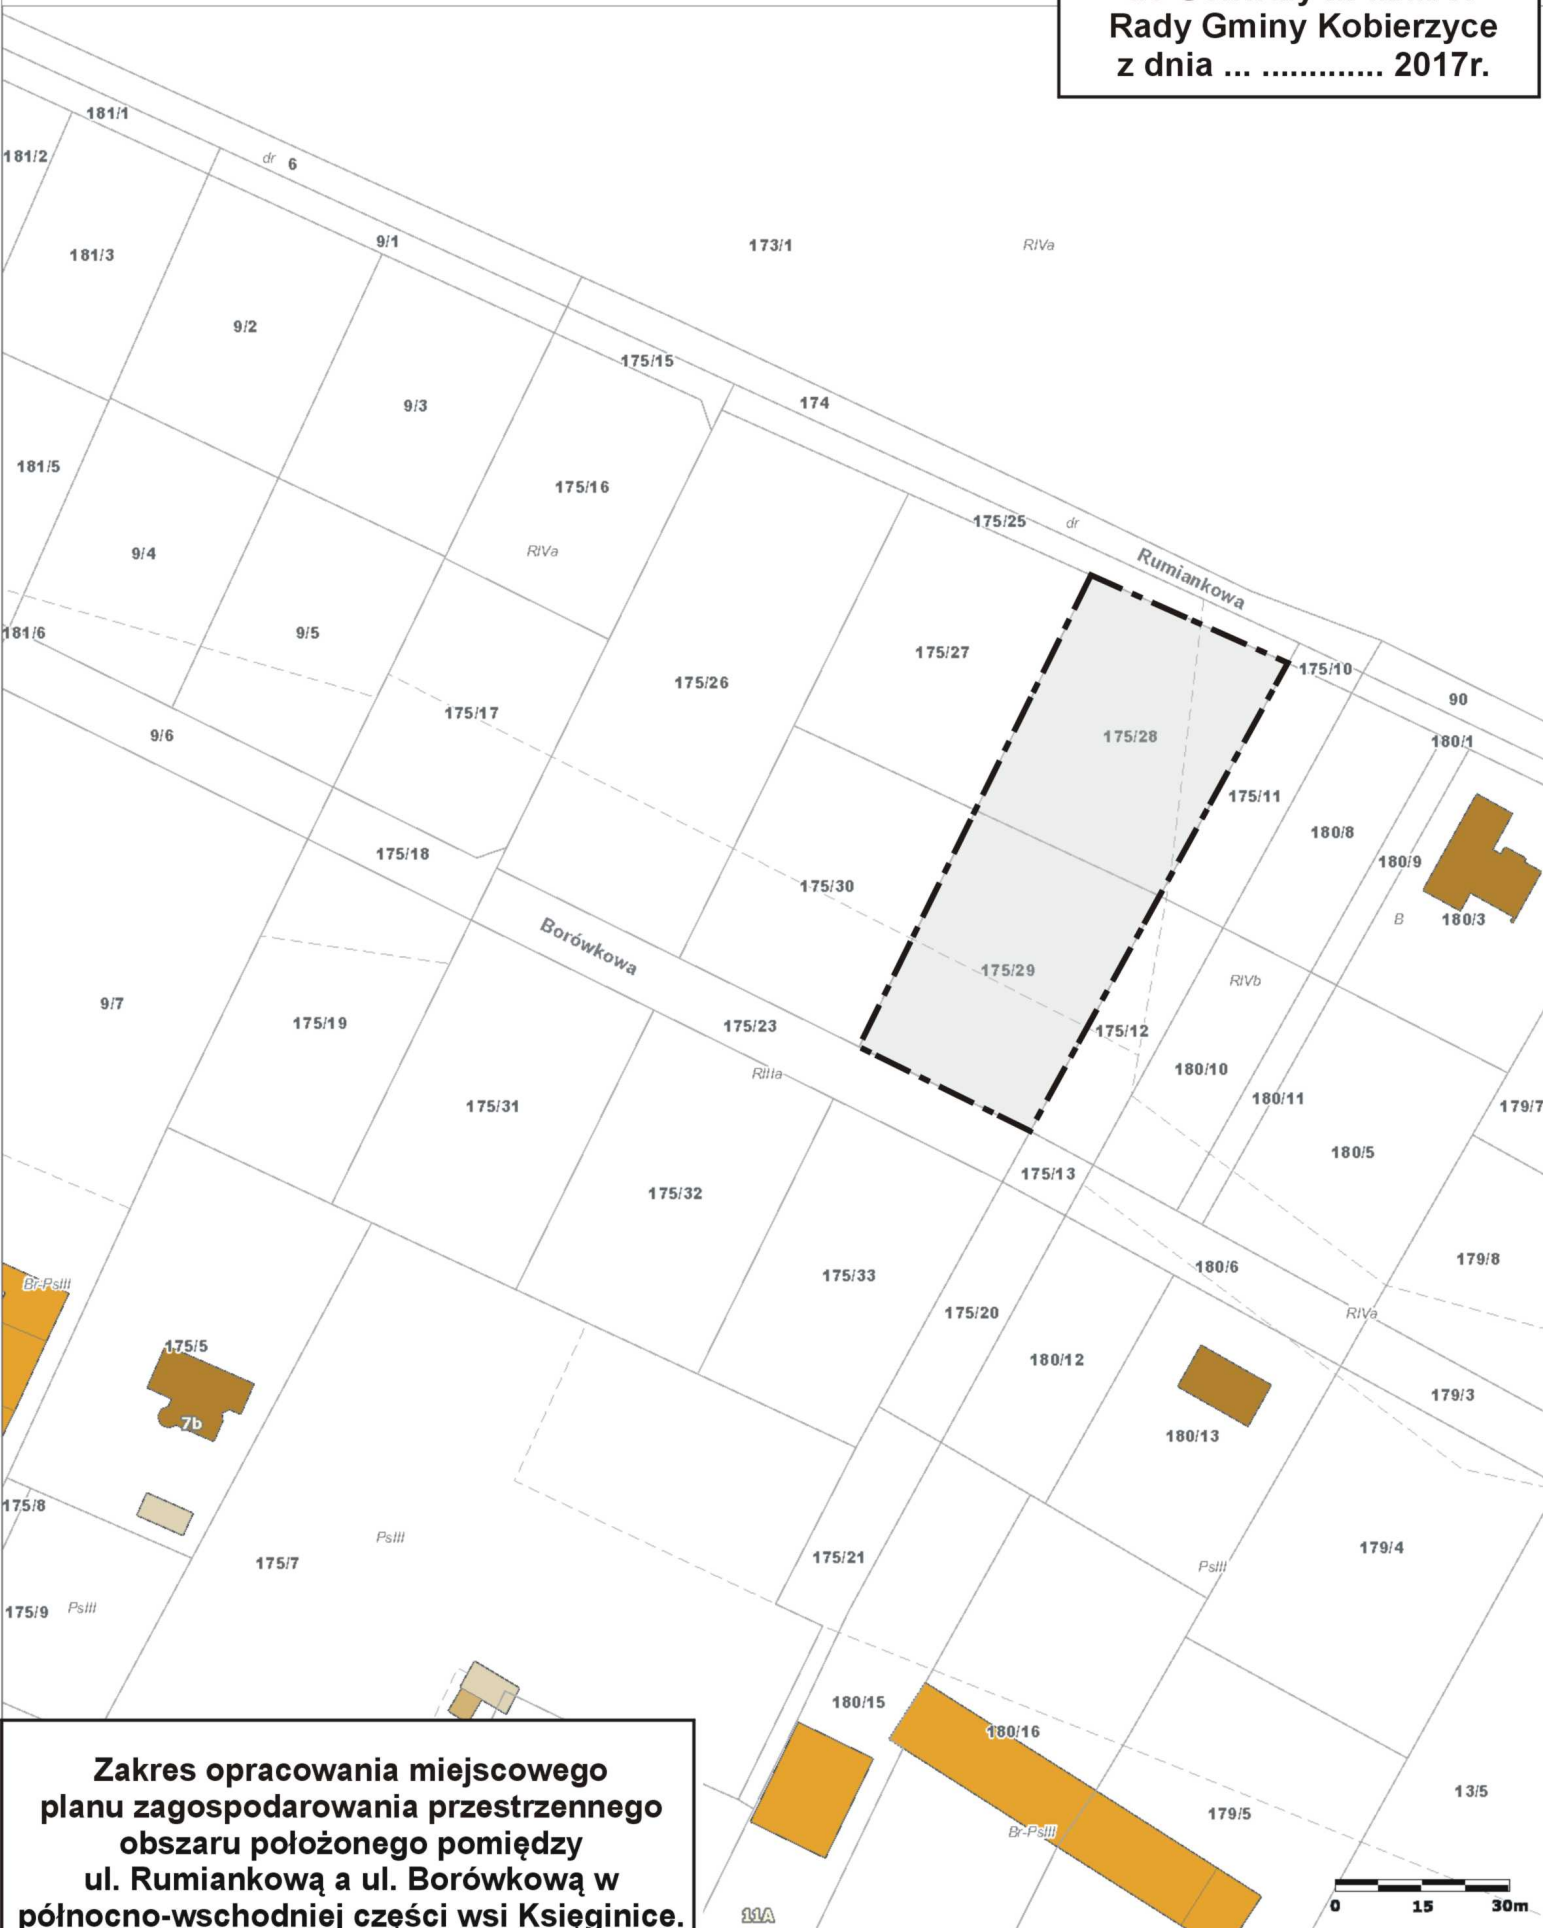 Rady Gminy Kobierzyce
z dnia ... ............. 2017r.
181/1
181/2
dr 6
181/3
9/1
173/1
RIVa
9/2
175/15
9/3
174
181/5
175/16
175/25
dr
9/4
RIVa
Rumiankowa
181/6
9/5
175/27
175/10
175/26
90
175/17
9/6
175/28
180/1
175/11
180/8
175/18
180/9
175/30
B
180/3
Borówkowa
175/29
RIVb
9/7
175/19
175/23
175/12
RIIIa
180/10
175/31
180/11
179/7
180/5
175/13
175/32
180/6
179/8
175/33
Br-PsIII
175/20
RIVa
175/5
180/12
179/3
7b
180/13
175/8
PsIII
179/4
175/7
175/21
PsIII
175/9
PsIII
180/15
180/16
13/5
179/5
Br-PsIII
11A
0 15 30m
Zakres opracowania miejscowego
planu zagospodarowania przestrzennego
obszaru położonego pomiędzy
ul. Rumiankową a ul. Borówkową w
północno-wschodniej części wsi Księginice.